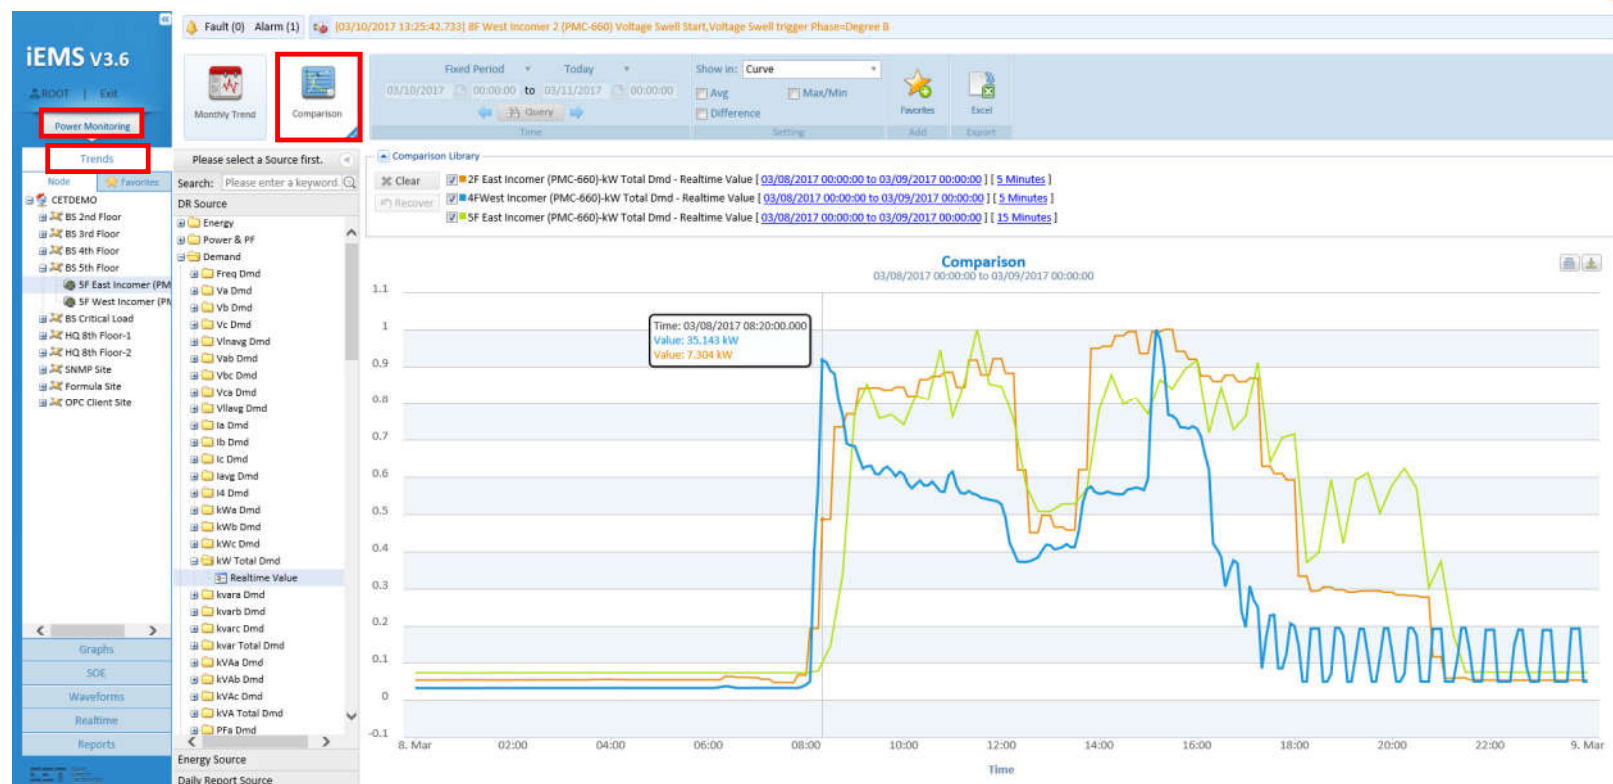 Fault (0) Alarm (1) [03/10/2017 13:25:42.733] 8F West Incomer 2 (PMC-660) Voltage Swell Start,Voltage Swell trigger Phase=Degree B
iEMS V3.6
ROOT | Exit
Power Monitoring
Trends
Node Favorites
CETDEMO
BS 2nd Floor
BS 3rd Floor
BS 4th Floor
BS 5th Floor
5F East Incomer (PM
5F West Incomer (PM
BS Critical Load
HQ 8th Floor-1
HQ 8th Floor-2
SNMP Site
Formula Site
OPC Client Site
Graphs
SOE
Waveforms
Realtime
Reports
Monthly Trend
Comparison
Fixed Period Today
03/10/2017 00:00:00 to 03/11/2017 00:00:00
Query
Time
Show in: Curve
Avg Max/Min
Difference
Setting
Favorites
Add
Excel
Export
Please select a Source first.
Search: Please enter a keyword.
DR Source
Energy
Power & PF
Demand
Freq Dmd
Va Dmd
Vb Dmd
Vc Dmd
Vlnavg Dmd
Vab Dmd
Vbc Dmd
Vca Dmd
Vllavg Dmd
Ia Dmd
Ib Dmd
Ic Dmd
Iavg Dmd
I4 Dmd
kWa Dmd
kWb Dmd
kWc Dmd
kW Total Dmd
Realtime Value
kvara Dmd
kvarb Dmd
kvarc Dmd
kvar Total Dmd
kVAa Dmd
kVAb Dmd
kVAc Dmd
kVA Total Dmd
PFa Dmd
Energy Source
Daily Report Source
Comparison Library
Clear
Recover
2F East Incomer (PMC-660)-kW Total Dmd - Realtime Value [ 03/08/2017 00:00:00 to 03/09/2017 00:00:00 ] [ 5 Minutes ]
4FWest Incomer (PMC-660)-kW Total Dmd - Realtime Value [ 03/08/2017 00:00:00 to 03/09/2017 00:00:00 ] [ 5 Minutes ]
5F East Incomer (PMC-660)-kW Total Dmd - Realtime Value [ 03/08/2017 00:00:00 to 03/09/2017 00:00:00 ] [ 15 Minutes ]
Comparison
03/08/2017 00:00:00 to 03/09/2017 00:00:00
1.1
1
0.9
0.8
0.7
0.6
0.5
0.4
0.3
0.2
0.1
0
-0.1
Time: 03/08/2017 08:20:00.000
Value: 35.143 kW
Value: 7.304 kW
8. Mar 02:00 04:00 06:00 08:00 10:00 12:00 14:00 16:00 18:00 20:00 22:00 9. Mar
Time